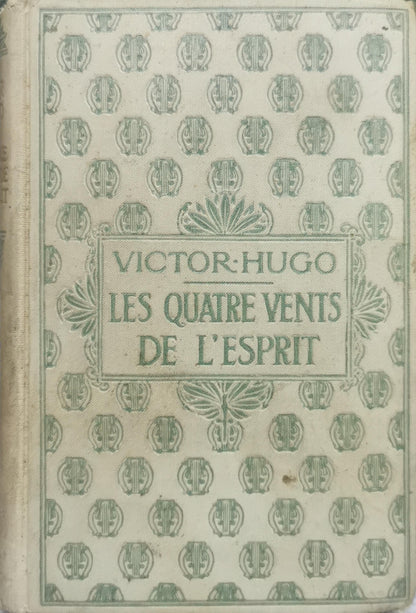 VICTOR·HUGO
LES QUATRE VENTS
DE L'ESPRIT